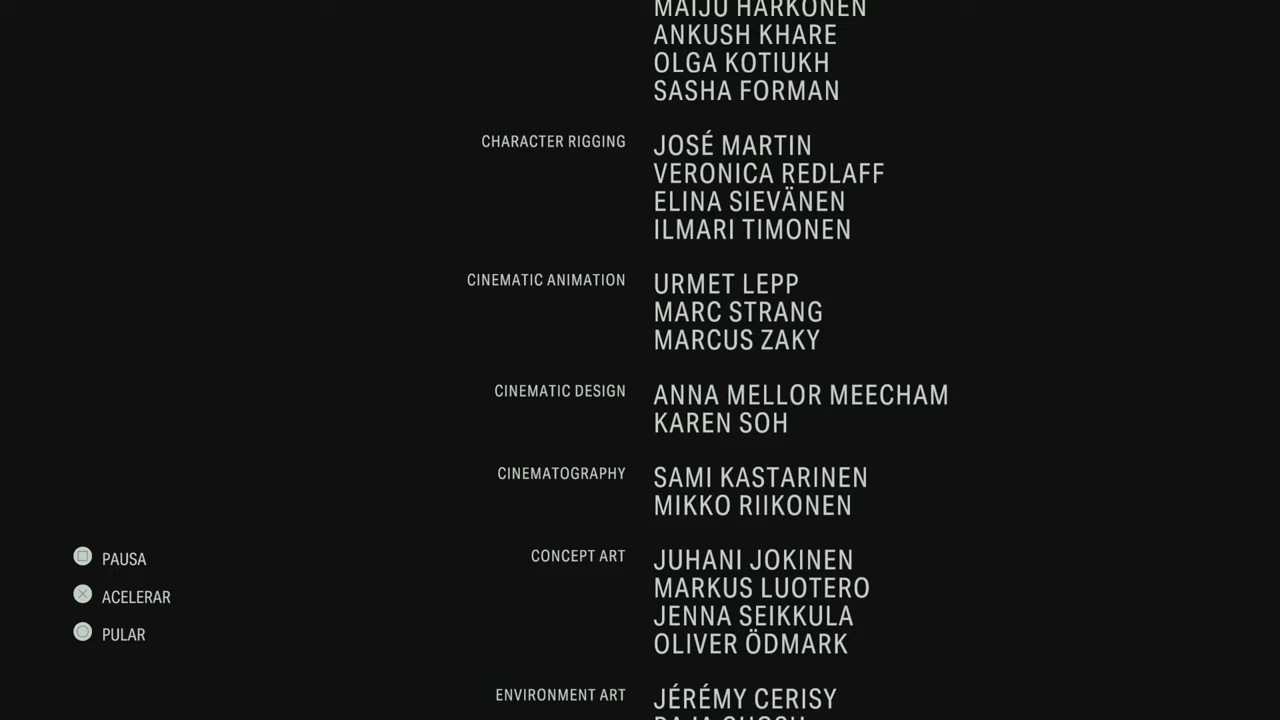 MAIJU HÄRKÖNEN
ANKUSH KHARE
OLGA KOTIUKH
SASHA FORMAN
CHARACTER RIGGING JOSÉ MARTIN
VERONICA REDLAFF
ELINA SIEVÄNEN
ILMARI TIMONEN
CINEMATIC ANIMATION URMET LEPP
MARC STRANG
MARCUS ZAKY
CINEMATIC DESIGN ANNA MELLOR MEECHAM
KAREN SOH
CINEMATOGRAPHY SAMI KASTARINEN
MIKKO RIIKONEN
CONCEPT ART JUHANI JOKINEN
PAUSA
MARKUS LUOTERO
ACELERAR
JENNA SEIKKULA
PULAR
OLIVER ÖDMARK
ENVIRONMENT ART JÉRÉMY CERISY